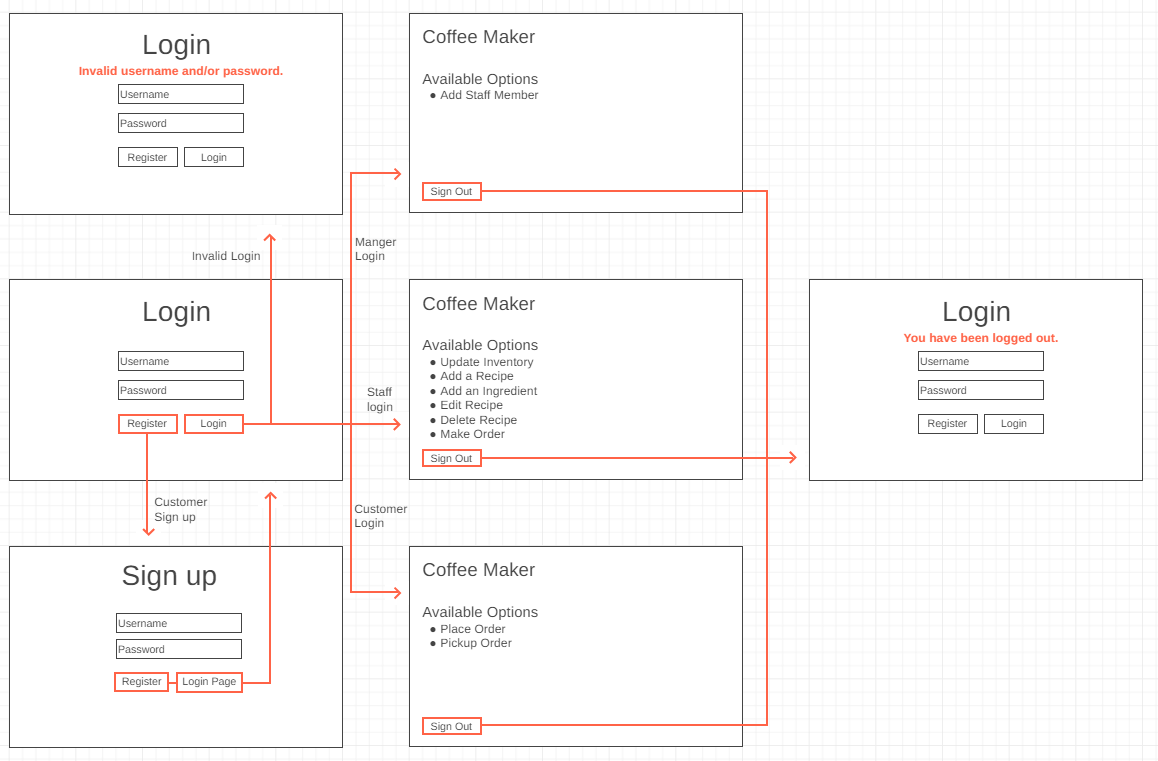 Login
Invalid username and/or password.
Username
Password
Register
Login
Coffee Maker
Available Options
● Add Staff Member
Sign Out
Invalid Login
Manger
Login
Login
Username
Password
Register
Login
Staff
login
Coffee Maker
Available Options
● Update Inventory
● Add a Recipe
● Add an Ingredient
● Edit Recipe
● Delete Recipe
● Make Order
Sign Out
Login
You have been logged out.
Username
Password
Register
Login
Customer
Sign up
Customer
Login
Sign up
Username
Password
Register
Login Page
Coffee Maker
Available Options
● Place Order
● Pickup Order
Sign Out